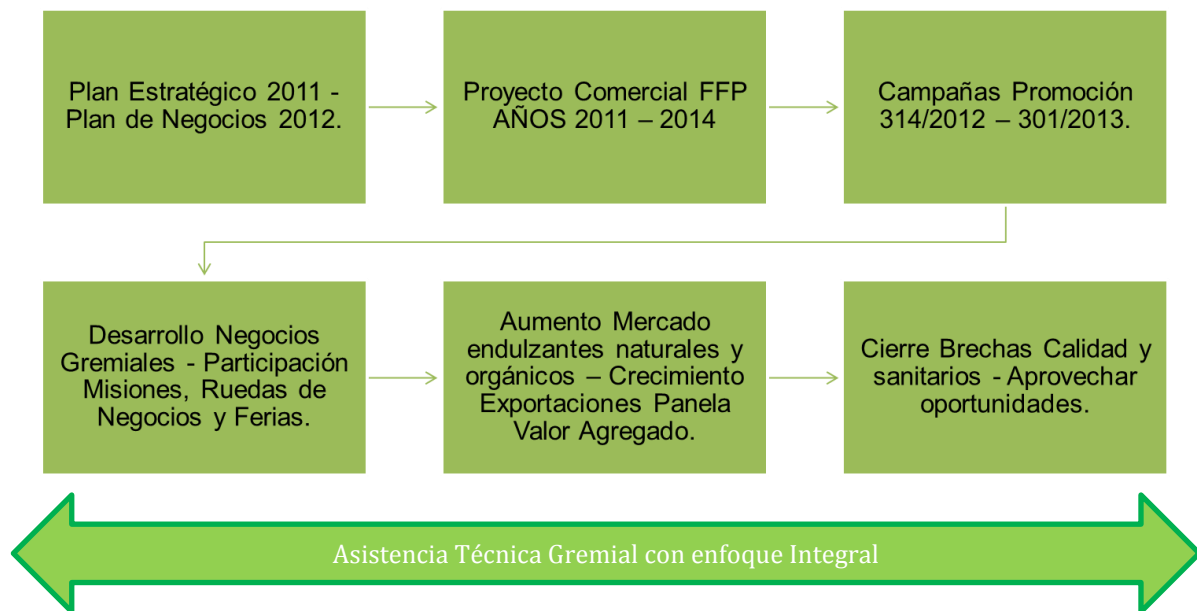 Plan Estratégico 2011 -
Plan de Negocios 2012.
Proyecto Comercial FFP
AÑOS 2011 – 2014
Campañas Promoción
314/2012 – 301/2013.
Desarrollo Negocios
Gremiales - Participación
Misiones, Ruedas de
Negocios y Ferias.
Aumento Mercado
endulzantes naturales y
orgánicos – Crecimiento
Exportaciones Panela
Valor Agregado.
Cierre Brechas Calidad y
sanitarios - Aprovechar
oportunidades.
Asistencia Técnica Gremial con enfoque Integral